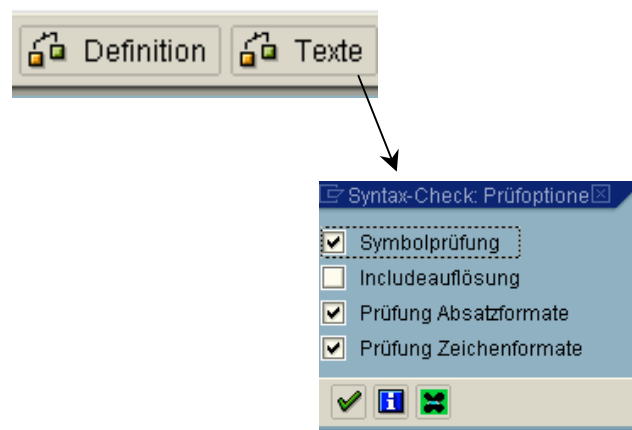 Definition Texte
Syntax-Check: Prüfoptione
Symbolprüfung
Includeauflösung
Prüfung Absatzformate
Prüfung Zeichenformate